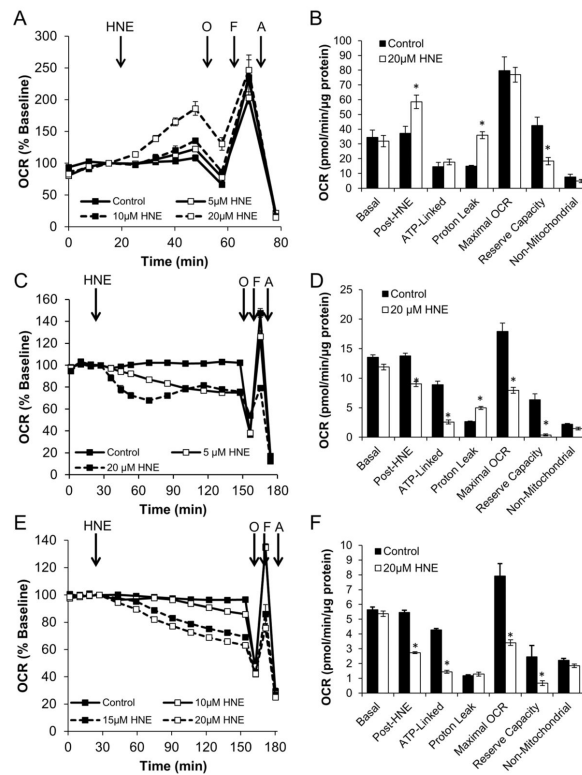 A
HNE O F A
OCR (% Baseline)
300
250
200
150
100
50
0
0 20 40 60 80
Control 5µM HNE
10µM HNE 20µM HNE
Time (min)
B
Control
20µM HNE
OCR (pmol/min/µg protein)
100
90
80
70
60
50
40
30
20
10
0
* * *
Basal Post-HNE ATP-Linked Proton Leak Maximal OCR Reserve Capacity Non-Mitochondrial
C
HNE O F A
OCR (% Baseline)
160
140
120
100
80
60
40
20
0
0 30 60 90 120 150 180
Control 5 µM HNE
20 µM HNE
Time (min)
D
Control
20 µM HNE
OCR (pmol/min/µg protein)
25
20
15
10
5
0
* * * * *
Basal Post-HNE ATP-Linked Proton Leak Maximal OCR Reserve Capacity Non-Mitochondrial
E
HNE O F A
OCR (% Baseline)
140
120
100
80
60
40
20
0
0 30 60 90 120 150 180
Control 10µM HNE
15µM HNE 20µM HNE
Time (min)
F
Control
20µM HNE
OCR (pmol/min/µg protein)
10
9
8
7
6
5
4
3
2
1
0
* * * *
Basal Post-HNE ATP-Linked Proton Leak Maximal OCR Reserve Capacity Non-Mitochondrial